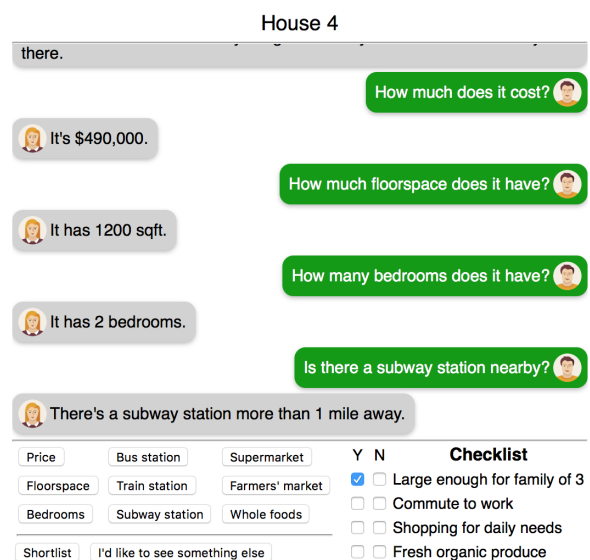 House 4
there.
How much does it cost?
It's $490,000.
How much floorspace does it have?
It has 1200 sqft.
How many bedrooms does it have?
It has 2 bedrooms.
Is there a subway station nearby?
There's a subway station more than 1 mile away.
Price Bus station Supermarket
Floorspace Train station Farmers' market
Bedrooms Subway station Whole foods
Shortlist I'd like to see something else
Y N Checklist
Large enough for family of 3
Commute to work
Shopping for daily needs
Fresh organic produce